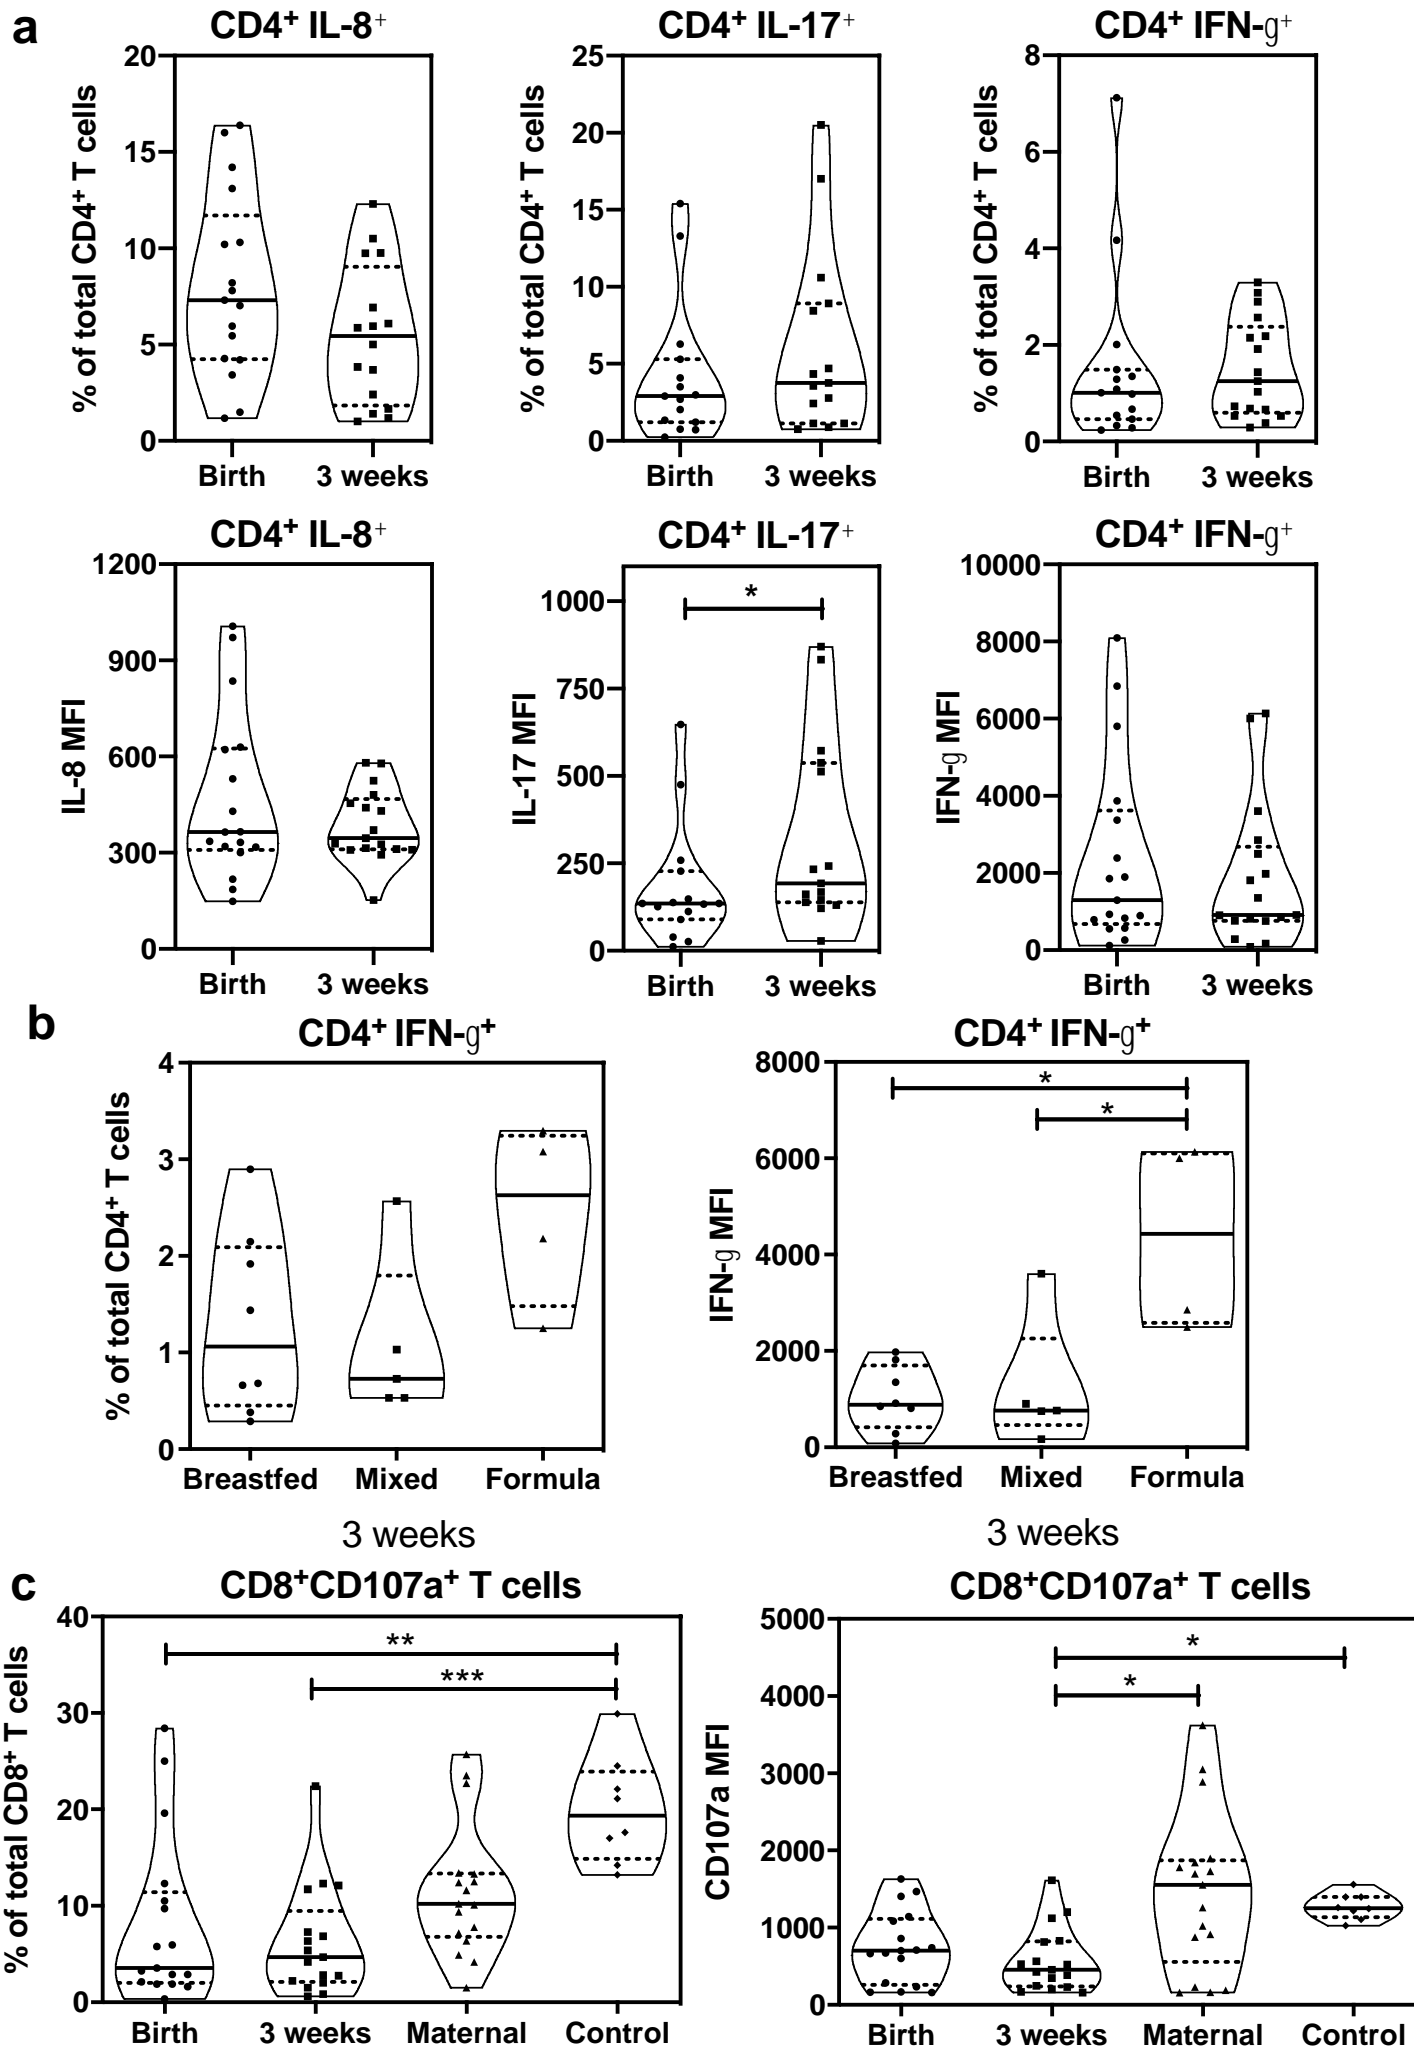 a
CD4+ IL-8+
CD4+ IL-17+
CD4+ IFN-g+
% of total CD4+ T cells
20
15
10
5
0
Birth
3 weeks
% of total CD4+ T cells
25
20
15
10
5
0
Birth
3 weeks
% of total CD4+ T cells
8
6
4
2
0
Birth
3 weeks
CD4+ IL-8+
CD4+ IL-17+
CD4+ IFN-g+
IL-8 MFI
1200
900
600
300
0
Birth
3 weeks
IL-17 MFI
1000
750
500
250
0
*
Birth
3 weeks
IFN-g MFI
10000
8000
6000
4000
2000
0
Birth
3 weeks
b
CD4+ IFN-g+
% of total CD4+ T cells
4
3
2
1
0
Breastfed
Mixed
Formula
3 weeks
CD4+ IFN-g+
IFN-g MFI
8000
6000
4000
2000
0
*
*
Breastfed
Mixed
Formula
3 weeks
c
CD8+CD107a+ T cells
% of total CD8+ T cells
40
30
20
10
0
**
***
Birth
3 weeks
Maternal
Control
CD8+CD107a+ T cells
CD107a MFI
5000
4000
3000
2000
1000
0
*
*
Birth
3 weeks
Maternal
Control